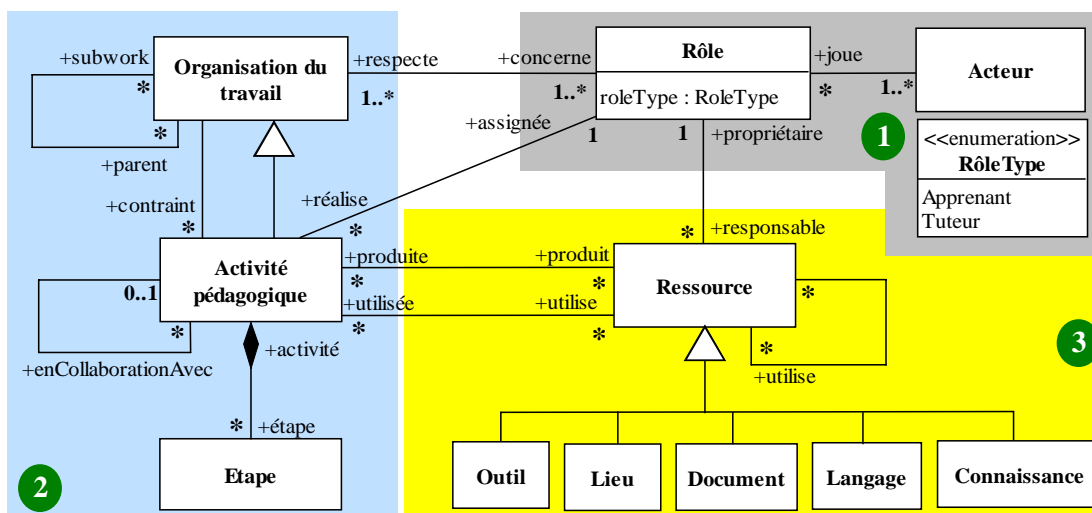 +subwork
*
*
+parent
Organisation du
travail
+respecte
1..*
+concerne
1..*
Rôle
roleType : RoleType
+joue
*
1..*
Acteur
+assignée
1
1
+propriétaire
1
<<enumeration>>
RôleType
Apprenant
Tuteur
+contraint
*
+réalise
*
*
+responsable
Activité
pédagogique
0..1
*
+enCollaborationAvec
+produite
*
+produit
*
+utilisée
*
+utilise
*
Ressource
*
*
+utilise
3
+activité
*
+étape
Etape
2
Outil
Lieu
Document
Langage
Connaissance